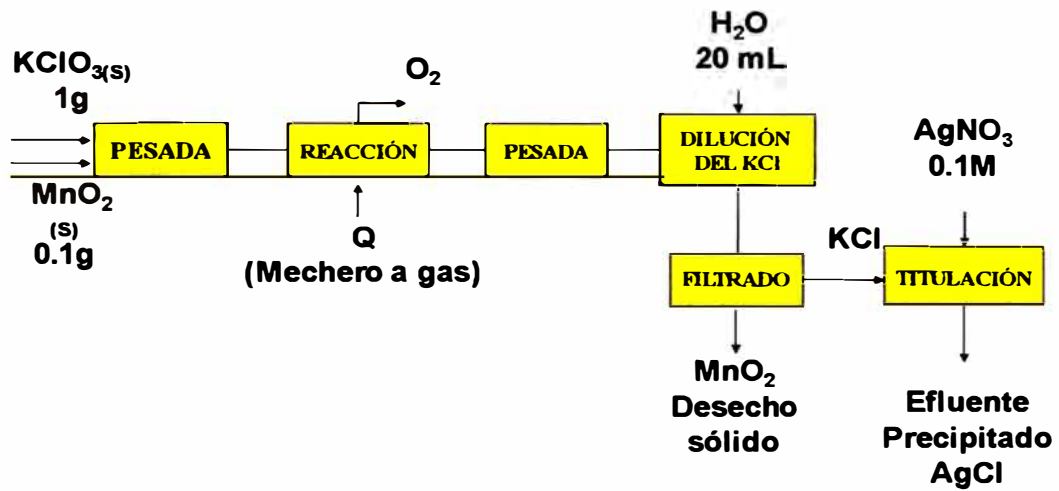 KClO₃(S)
1g
MnO₂
(S)
0.1g
PESADA
O₂
REACCIÓN
Q
(Mechero a gas)
PESADA
H₂O
20 mL
DILUCIÓN
DEL KCl
FILTRADO
MnO₂
Desecho
sólido
KCl
AgNO₃
0.1M
TITULACIÓN
Efluente
Precipitado
AgCl